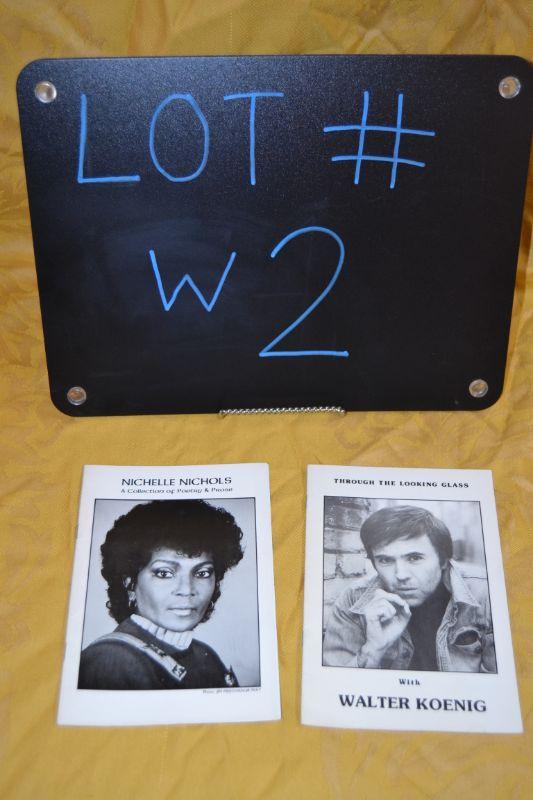 LOT #
W2
NICHELLE NICHOLS
A Collection of Poetry & Prose
THROUGH THE LOOKING GLASS
With
WALTER KOENIG